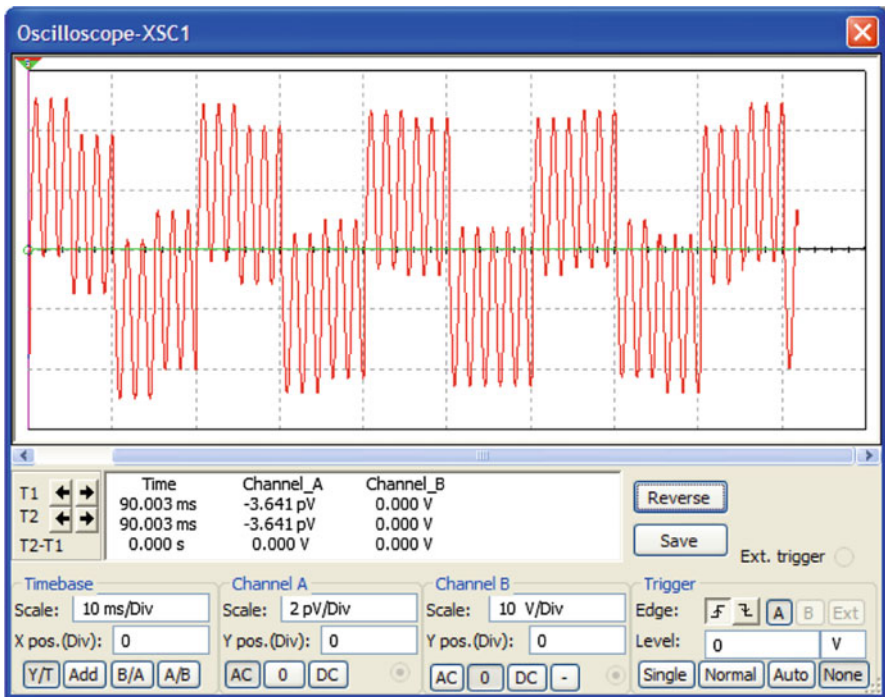 Oscilloscope-XSC1
Time Channel_A Channel_B
T1 90.003 ms -3.641 pV 0.000 V
T2 90.003 ms -3.641 pV 0.000 V
T2-T1 0.000 s 0.000 V 0.000 V
Reverse
Save
Ext. trigger
Timebase
Scale: 10 ms/Div
X pos.(Div): 0
Y/T Add B/A A/B
Channel A
Scale: 2 pV/Div
Y pos.(Div): 0
AC 0 DC
Channel B
Scale: 10 V/Div
Y pos.(Div): 0
AC 0 DC -
Trigger
Edge: A B Ext
Level: 0 V
Single Normal Auto None